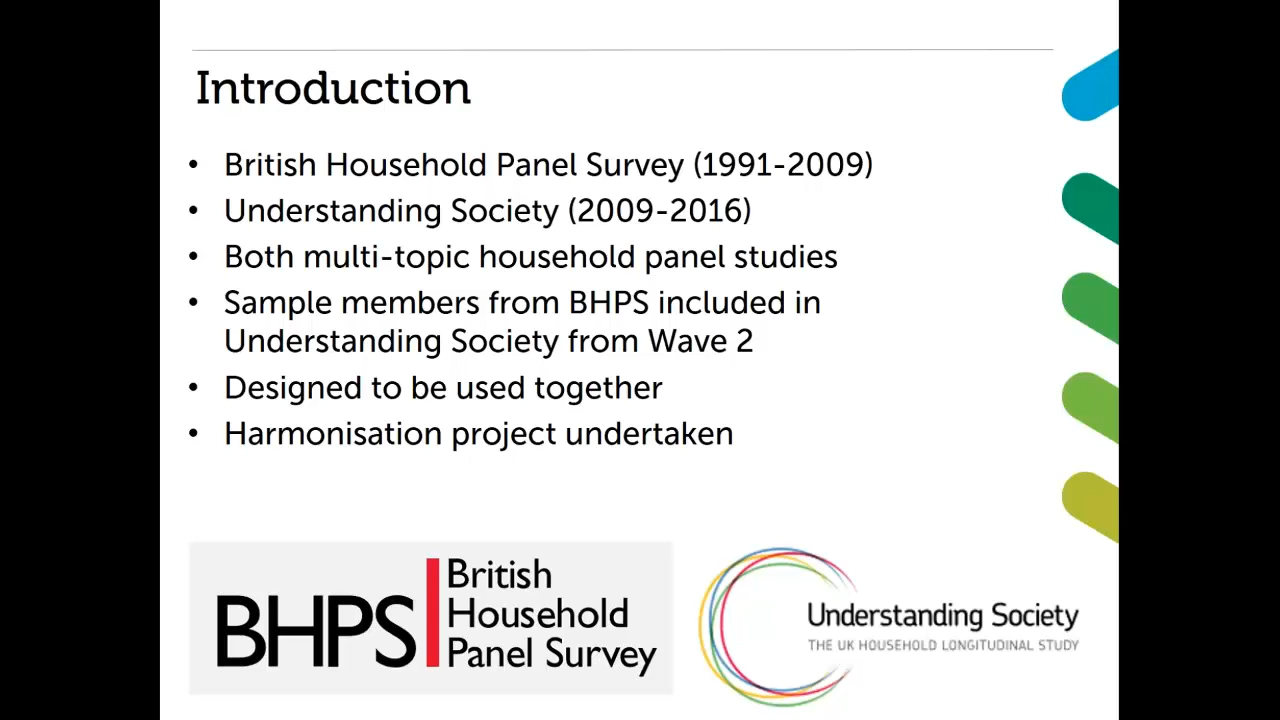 Introduction
• British Household Panel Survey (1991-2009)
• Understanding Society (2009-2016)
• Both multi-topic household panel studies
• Sample members from BHPS included in
Understanding Society from Wave 2
• Designed to be used together
• Harmonisation project undertaken
BHPS
British
Household
Panel Survey
Understanding Society
THE UK HOUSEHOLD LONGITUDINAL STUDY